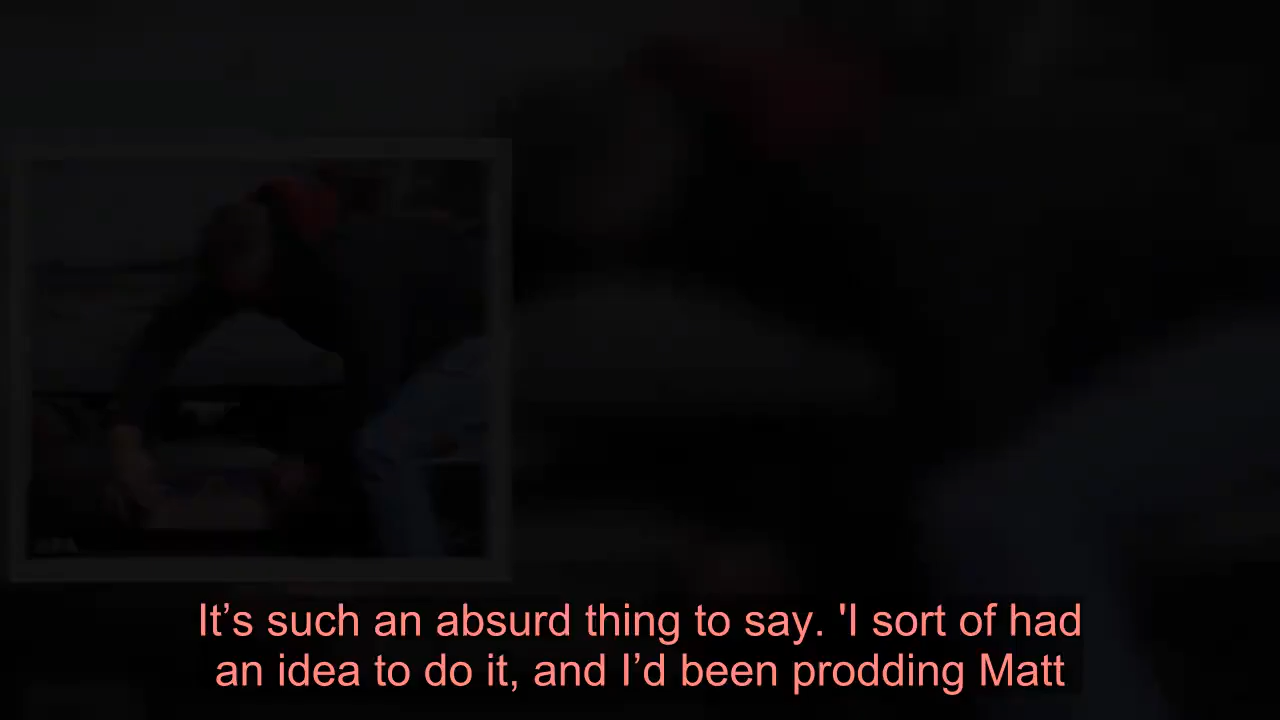 It’s such an absurd thing to say. 'I sort of had
an idea to do it, and I’d been prodding Matt